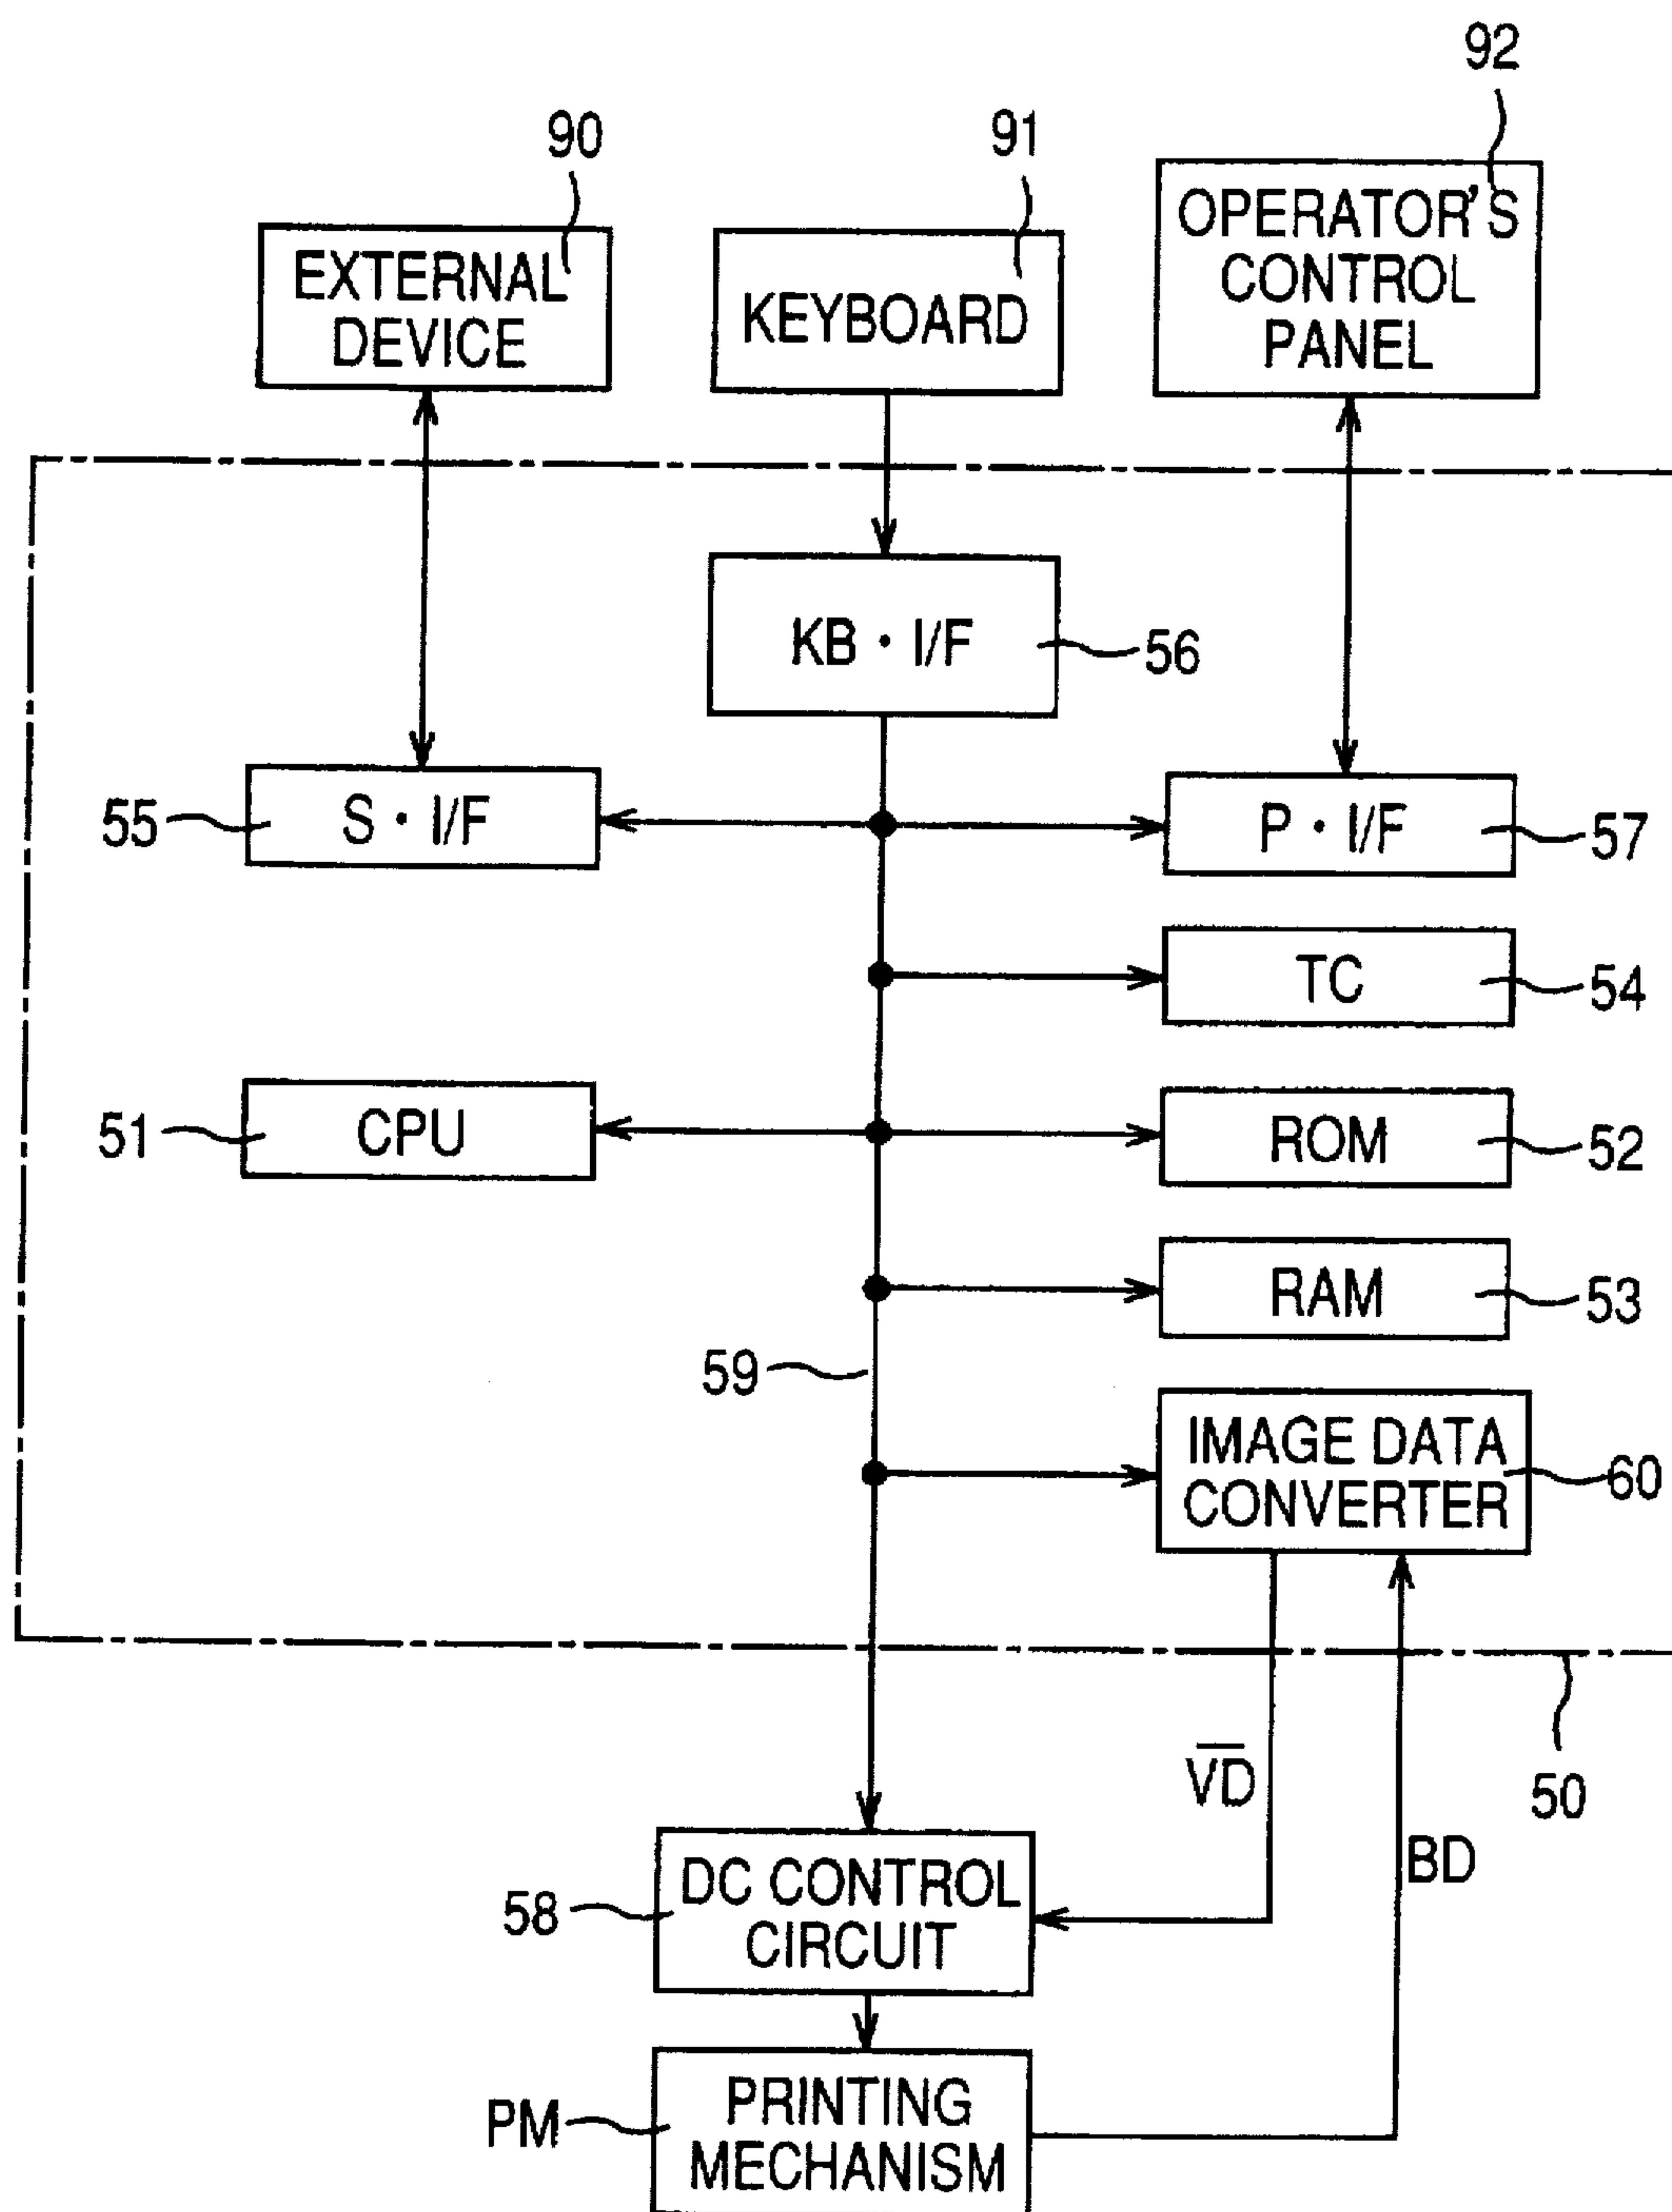 92
90
91
EXTERNAL
DEVICE
KEYBOARD
OPERATOR'S
CONTROL
PANEL
KB · I/F
56
55
S · I/F
P · I/F
57
TC
54
51
CPU
ROM
52
RAM
53
59
IMAGE DATA
CONVERTER
60
V̅D̅
50
BD
58
DC CONTROL
CIRCUIT
PM
PRINTING
MECHANISM